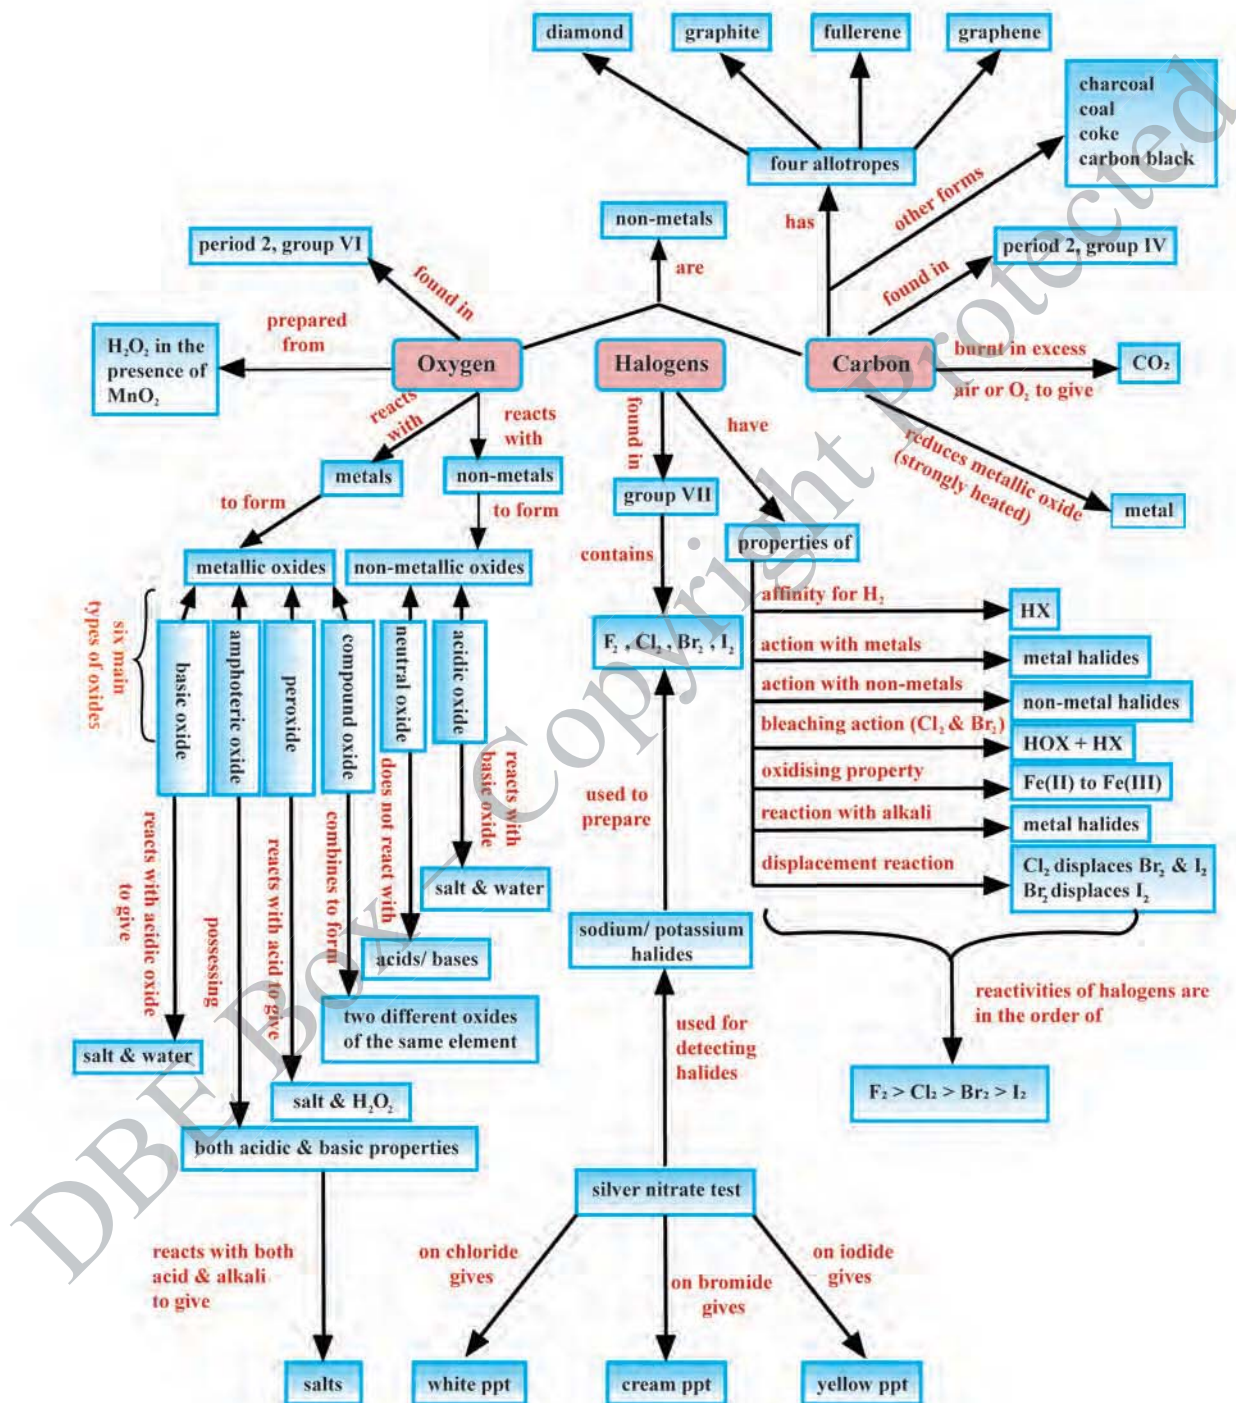 diamond
graphite
fullerene
graphene
charcoal
coal
coke
carbon black
four allotropes
has
other forms
non-metals
are
period 2, group VI
found in
period 2, group IV
found in
prepared
from
H₂O₂ in the
presence of
MnO₂
Oxygen
Halogens
Carbon
burnt in excess
air or O₂ to give
CO₂
reacts
with
reacts
with
found in
have
reduces metallic oxide
(strongly heated)
metal
metals
non-metals
group VII
to form
to form
contains
properties of
metallic oxides
non-metallic oxides
six main
types of oxides
basic oxide
amphoteric oxide
peroxide
compound oxide
neutral oxide
acidic oxide
F₂ , Cl₂ , Br₂ , I₂
affinity for H₂
HX
action with metals
metal halides
action with non-metals
non-metal halides
bleaching action (Cl₂ & Br₂)
HOX + HX
oxidising property
Fe(II) to Fe(III)
reaction with alkali
metal halides
displacement reaction
Cl₂ displaces Br₂ & I₂
Br₂ displaces I₂
reacts with acidic oxide
to give
possessing
reacts with acid to give
combines to form
does not react with
reacts with
basic oxide
used to
prepare
salt & water
acids/ bases
sodium/ potassium
halides
two different oxides
of the same element
salt & water
salt & H₂O₂
both acidic & basic properties
used for
detecting
halides
reactivities of halogens are
in the order of
F₂ > Cl₂ > Br₂ > I₂
silver nitrate test
reacts with both
acid & alkali
to give
on chloride
gives
on bromide
gives
on iodide
gives
salts
white ppt
cream ppt
yellow ppt
DBE Box – Copyright Protected